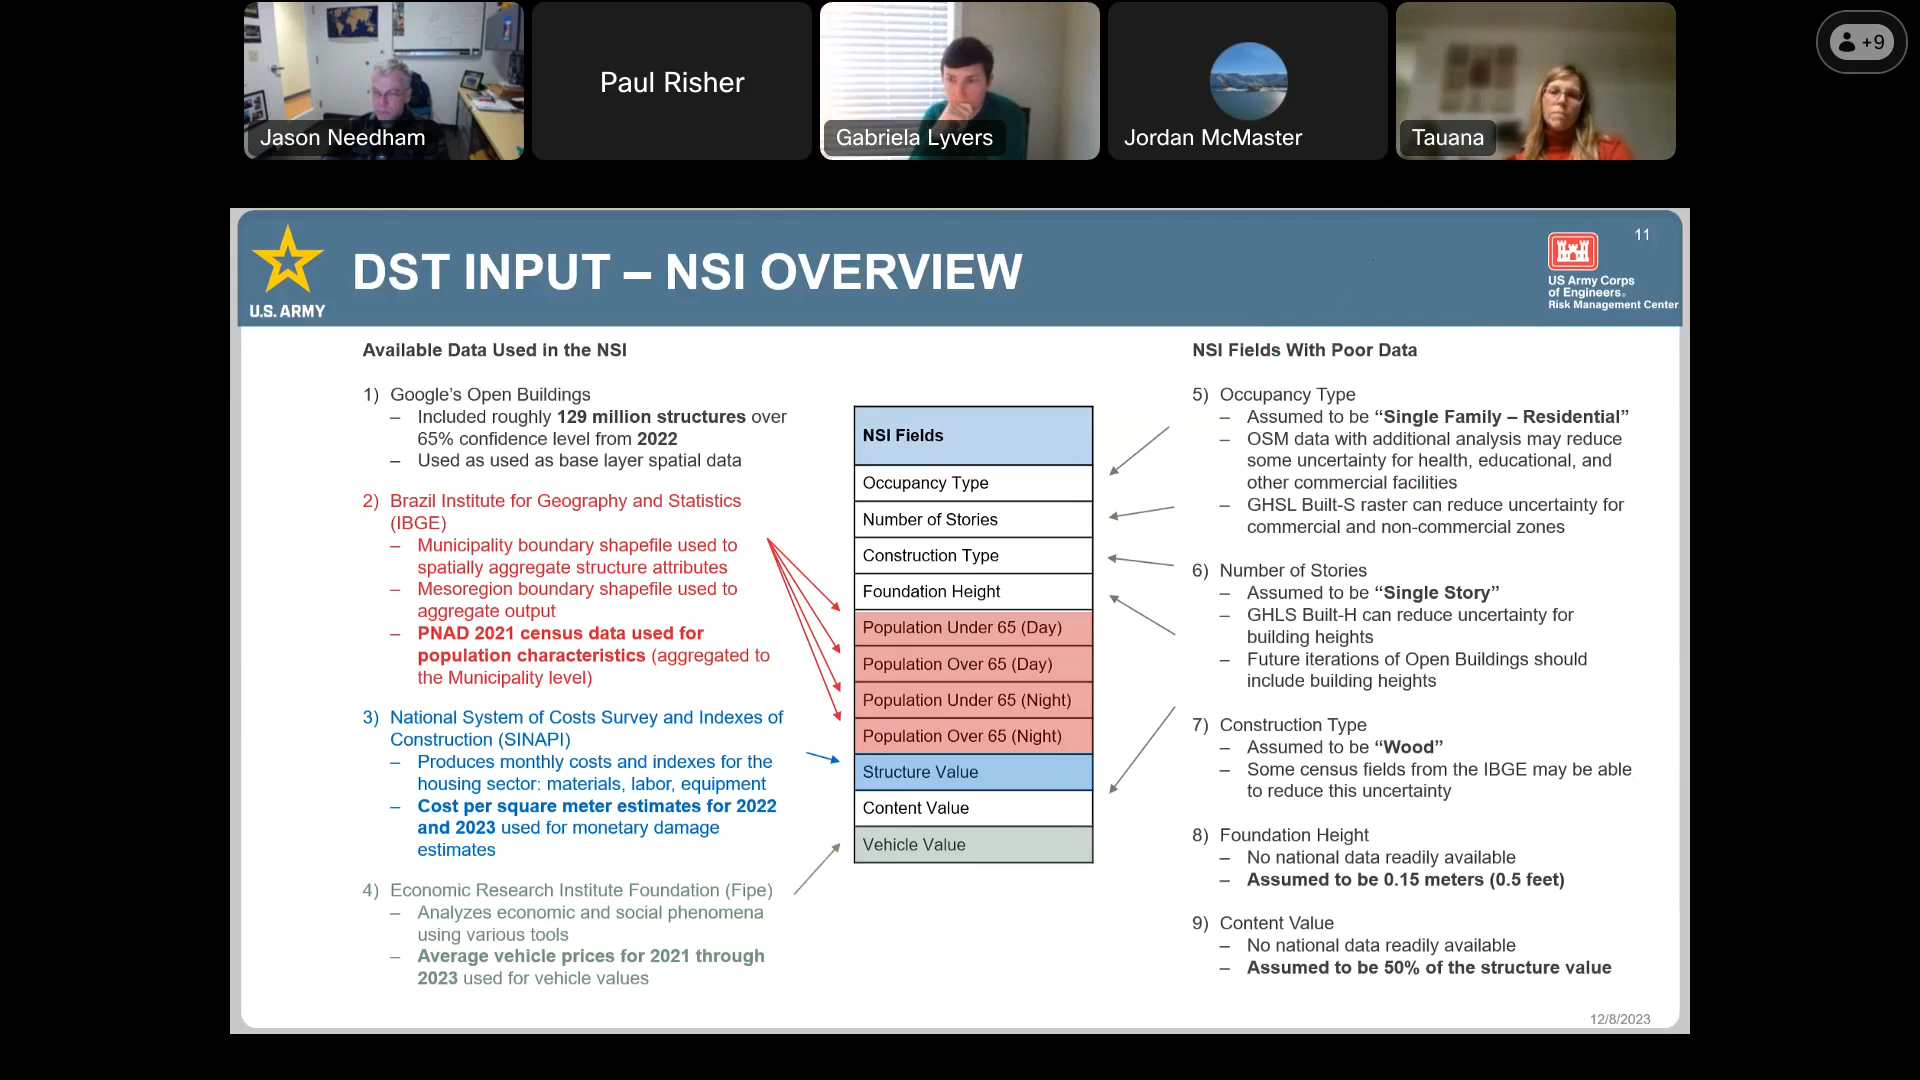 Jason Needham
Paul Risher
Gabriela Lyvers
Jordan McMaster
Tauana
+9
11
U.S. ARMY
DST INPUT – NSI OVERVIEW
US Army Corps
of Engineers®
Risk Management Center
Available Data Used in the NSI
1) Google's Open Buildings
– Included roughly 129 million structures over
65% confidence level from 2022
– Used as used as base layer spatial data
2) Brazil Institute for Geography and Statistics
(IBGE)
– Municipality boundary shapefile used to
spatially aggregate structure attributes
– Mesoregion boundary shapefile used to
aggregate output
– PNAD 2021 census data used for
population characteristics (aggregated to
the Municipality level)
3) National System of Costs Survey and Indexes of
Construction (SINAPI)
– Produces monthly costs and indexes for the
housing sector: materials, labor, equipment
– Cost per square meter estimates for 2022
and 2023 used for monetary damage
estimates
4) Economic Research Institute Foundation (Fipe)
– Analyzes economic and social phenomena
using various tools
– Average vehicle prices for 2021 through
2023 used for vehicle values
NSI Fields
Occupancy Type
Number of Stories
Construction Type
Foundation Height
Population Under 65 (Day)
Population Over 65 (Day)
Population Under 65 (Night)
Population Over 65 (Night)
Structure Value
Content Value
Vehicle Value
NSI Fields With Poor Data
5) Occupancy Type
– Assumed to be “Single Family – Residential”
– OSM data with additional analysis may reduce
some uncertainty for health, educational, and
other commercial facilities
– GHSL Built-S raster can reduce uncertainty for
commercial and non-commercial zones
6) Number of Stories
– Assumed to be “Single Story”
– GHLS Built-H can reduce uncertainty for
building heights
– Future iterations of Open Buildings should
include building heights
7) Construction Type
– Assumed to be “Wood”
– Some census fields from the IBGE may be able
to reduce this uncertainty
8) Foundation Height
– No national data readily available
– Assumed to be 0.15 meters (0.5 feet)
9) Content Value
– No national data readily available
– Assumed to be 50% of the structure value
12/8/2023